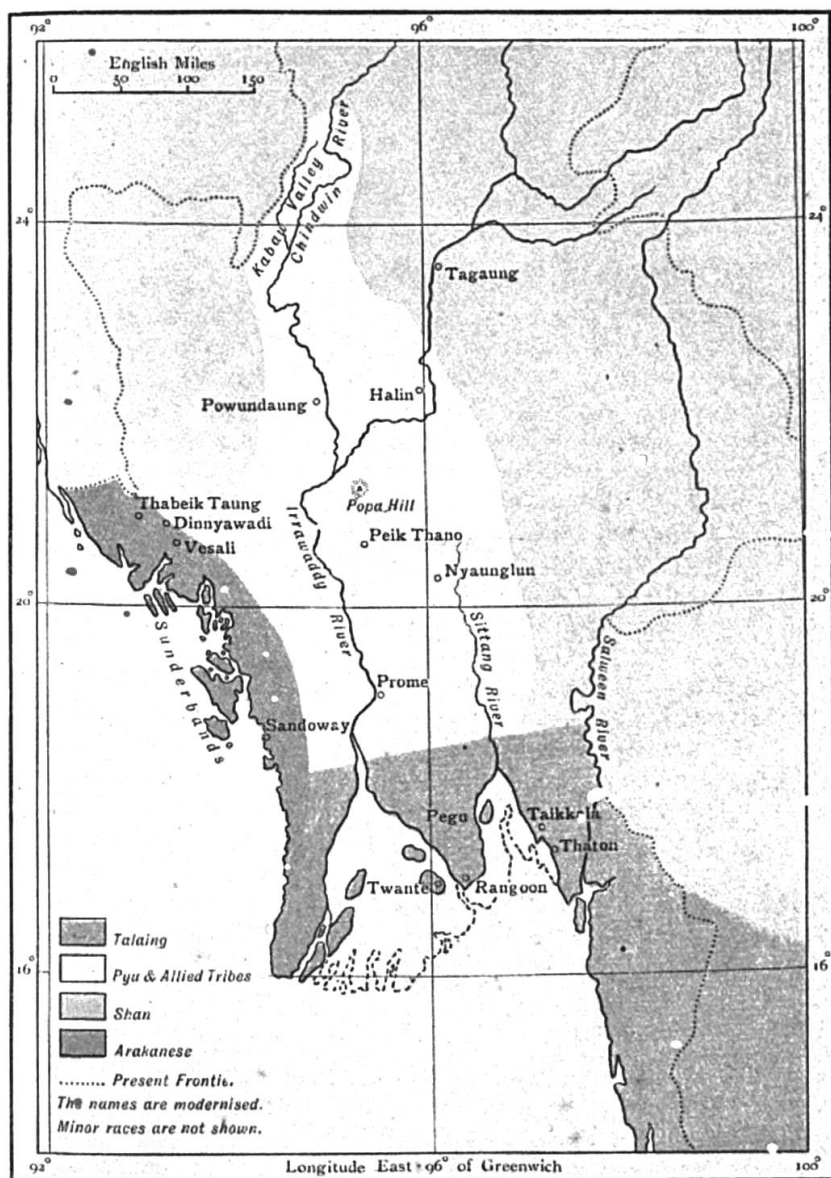 92° 96° 100°
English Miles
0 50 100 150
Kabaw Valley
Chindwin River
24° 24°
Tagaung
Halin
Powundaung
Popa Hill
Thabeik Taung
Dinnyawadi
Vesali
Irrawaddy River
Peik Thano
Nyaunglun
20° 20°
Sunderbands
Sittang River
Salween River
Prome
Sandoway
Pegu
Thaton
Twante
Rangoon
Talaing
Pyu & Allied Tribes
Shan
Arakanese
16° 16°
Present
The names are modernised.
Minor races are not shown.
92° Longitude East 96° of Greenwich 100°